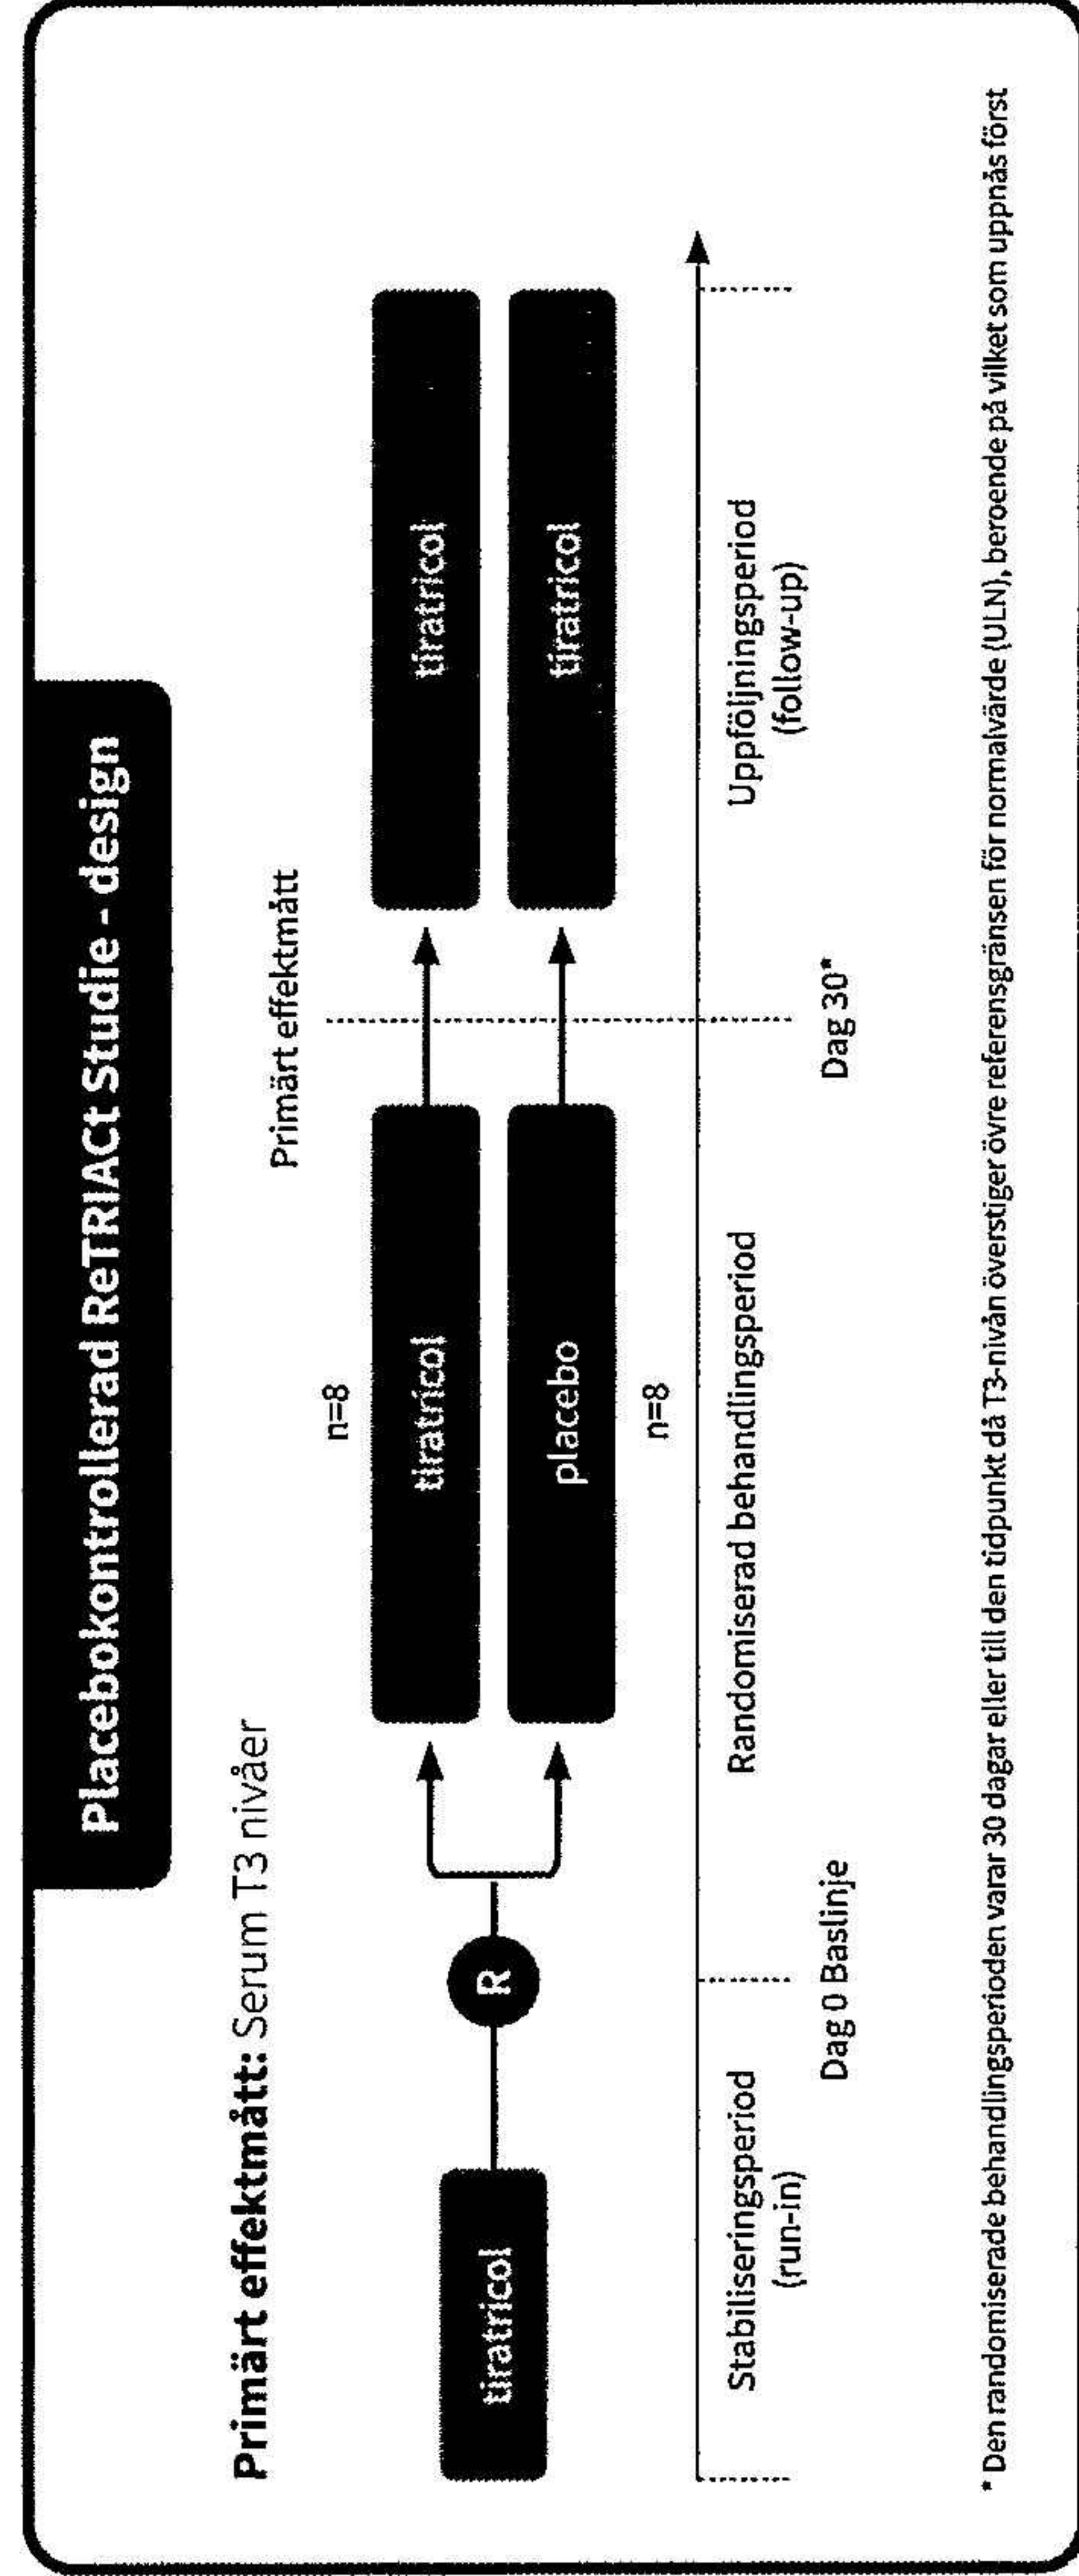 Placebokontrollerad ReTRIACt Studie - design
Primärt effektmått: Serum T3 nivåer
Primärt effektmått
n=8
tiratricol
R
tiratricol
tiratricol
placebo
tiratricol
n=8
Stabiliseringsperiod
(run-in)
Randomiserad behandlingsperiod
Uppföljningsperiod
(follow-up)
Dag 0 Baslinje
Dag 30*
* Den randomiserade behandlingsperioden varar 30 dagar eller till den tidpunkt då T3-nivån överstiger övre referensgränsen för normalvärde (ULN), beroende på vilket som uppnås först